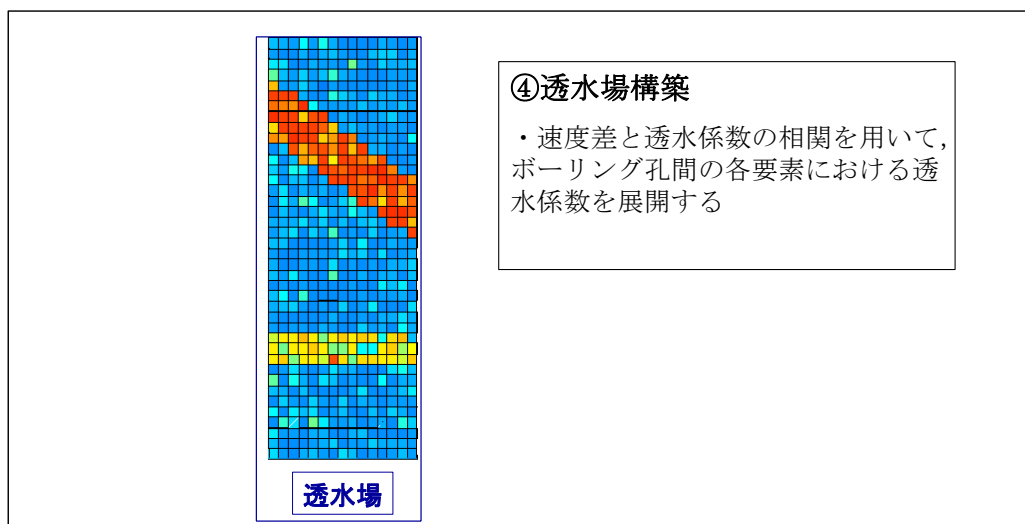 ④透水場構築
・速度差と透水係数の相関を用いて,
ボーリング孔間の各要素における透
水係数を展開する
透水場